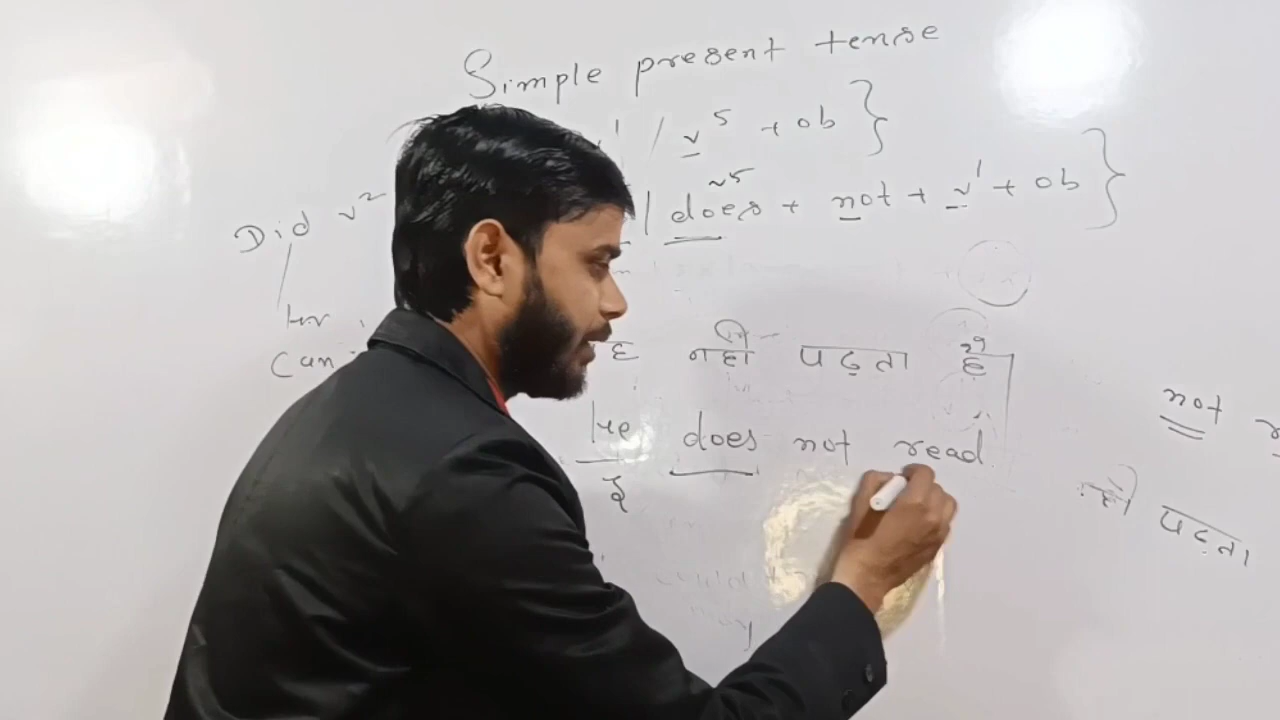 Simple present tense
v¹ / v⁵ + ob }
Did v² / does v⁵ + not + v¹ + ob }
can
नहीं पढ़ता है
He does not read
not
पढ़ता